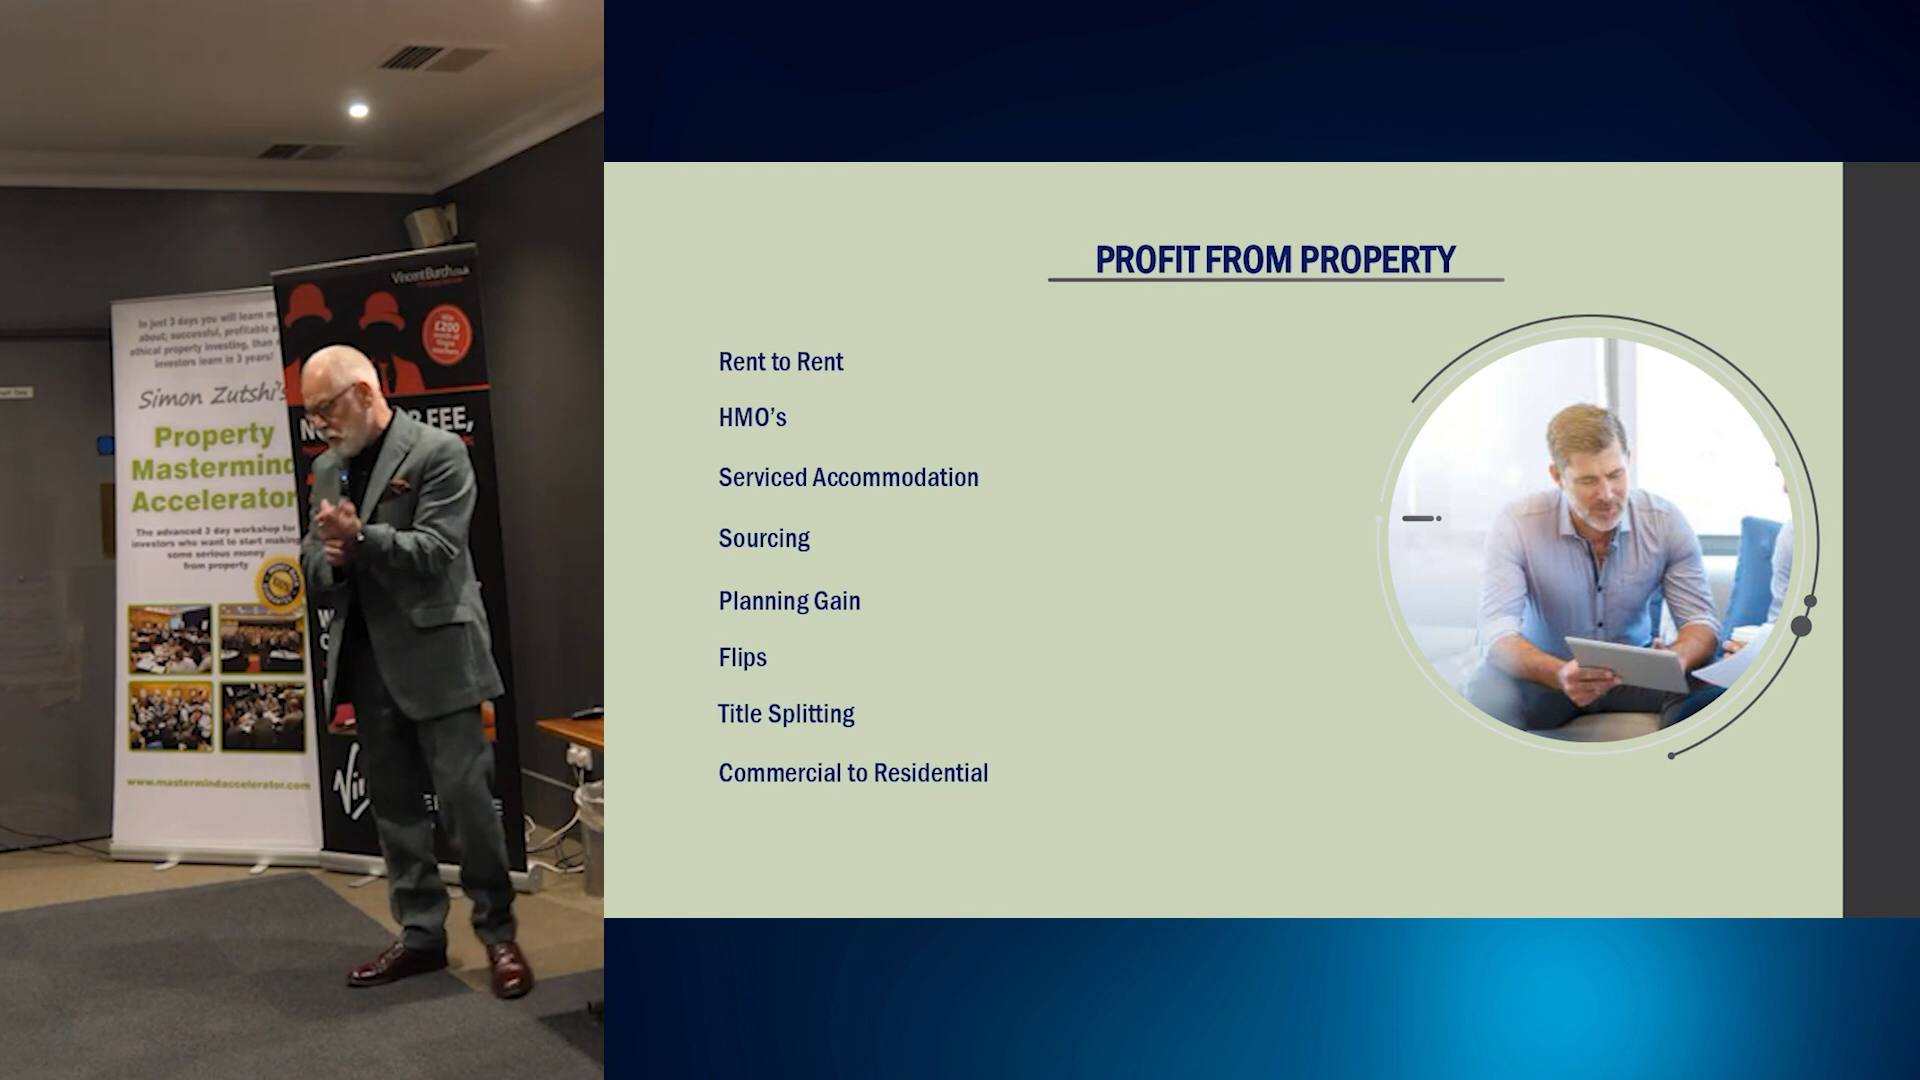 In just 3 days you will learn
about; successful, profitable
ethical property investing, than
investors learn in 3 years!
Simon Zutshi's
Property
Mastermind
Accelerator
The advanced 3 day workshop for
investors who want to start making
some serious money
from property
www.mastermindaccelerator.com
VincentBurch.co.uk
£200
FEE,
PROFIT FROM PROPERTY
Rent to Rent
HMO’s
Serviced Accommodation
Sourcing
Planning Gain
Flips
Title Splitting
Commercial to Residential